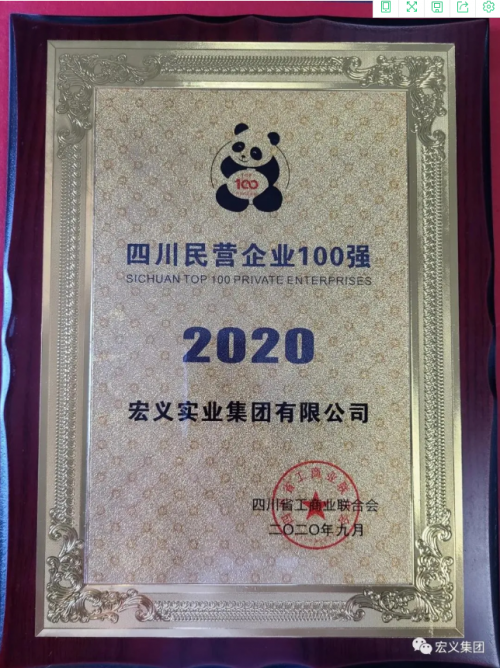 100
四川民营企业100强
SICHUAN TOP 100 PRIVATE ENTERPRISES
2020
宏义实业集团有限公司
四川省工商业联合会
二〇二〇年九月
宏义集团